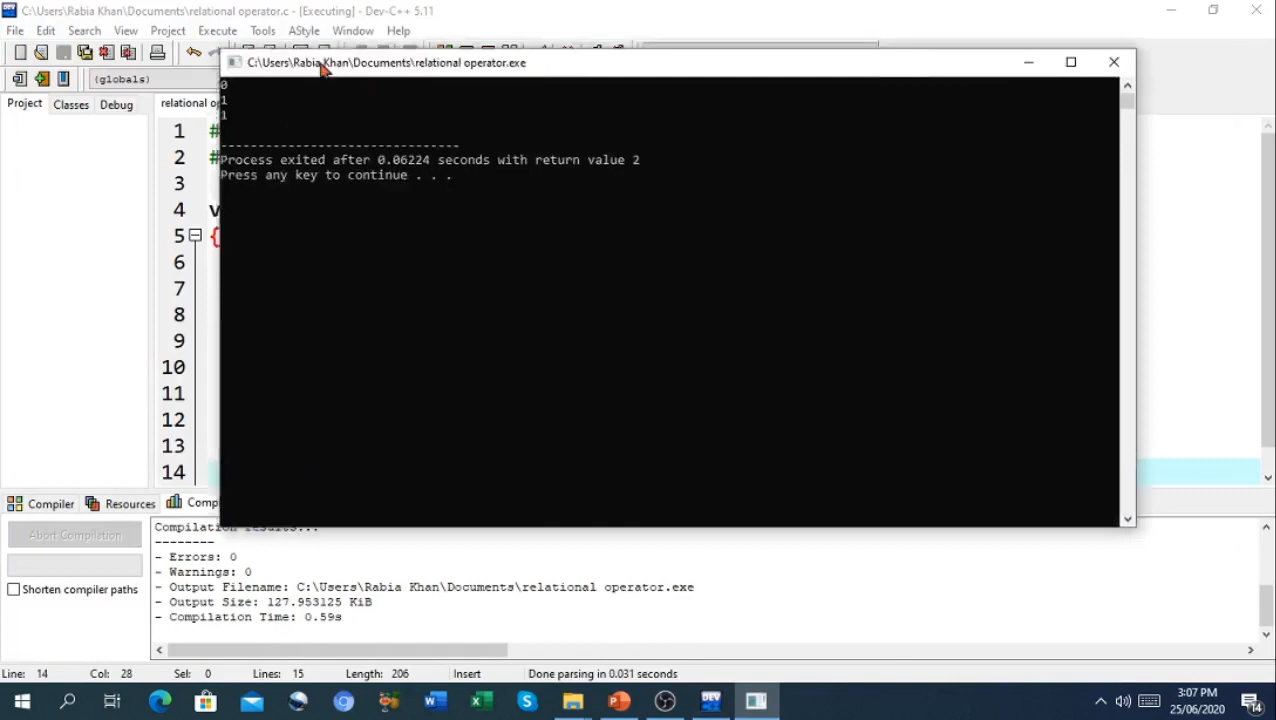 C:\Users\Rabia Khan\Documents\relational operator.c - [Executing] - Dev-C++ 5.11
File Edit Search View Project Execute Tools AStyle Window Help
(globals)
C:\Users\Rabia Khan\Documents\relational operator.exe
Project Classes Debug
relational op
0
1
1
--------------------------------
Process exited after 0.06224 seconds with return value 2
Press any key to continue . . .
1 #
2 #
3
4 v
5 {
6
7
8
9
10
11
12
13
14
Compiler Resources Comp
Abort Compilation
Shorten compiler paths
Compilation results...
--------
- Errors: 0
- Warnings: 0
- Output Filename: C:\Users\Rabia Khan\Documents\relational operator.exe
- Output Size: 127.953125 KiB
- Compilation Time: 0.59s
Line: 14 Col: 28 Sel: 0 Lines: 15 Length: 206 Insert Done parsing in 0.031 seconds
3:07 PM
25/06/2020
14